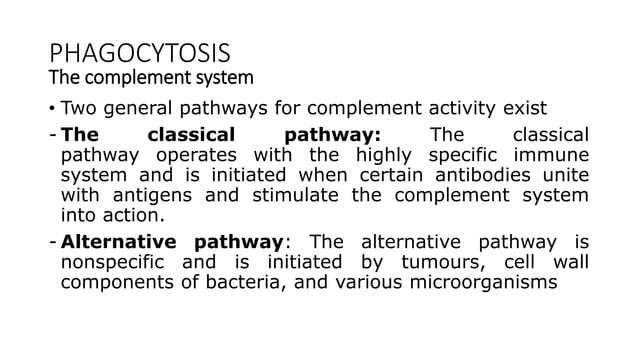 PHAGOCYTOSIS
The complement system
• Two general pathways for complement activity exist
- The classical pathway: The classical
pathway operates with the highly specific immune
system and is initiated when certain antibodies unite
with antigens and stimulate the complement system
into action.
- Alternative pathway: The alternative pathway is
nonspecific and is initiated by tumours, cell wall
components of bacteria, and various microorganisms